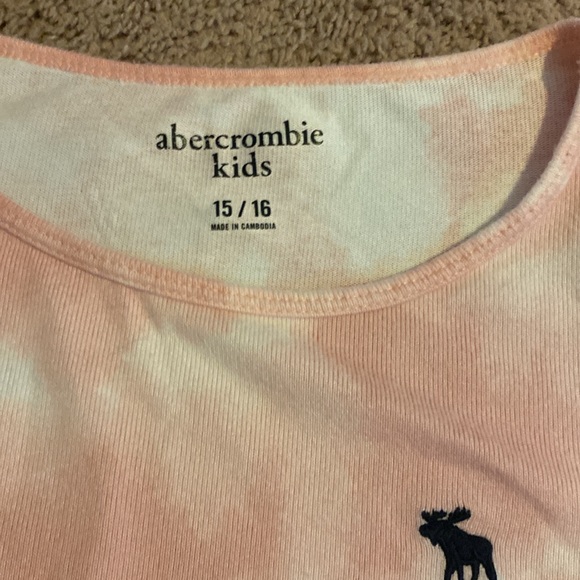 abercrombie
kids
15 / 16
MADE IN CAMBODIA